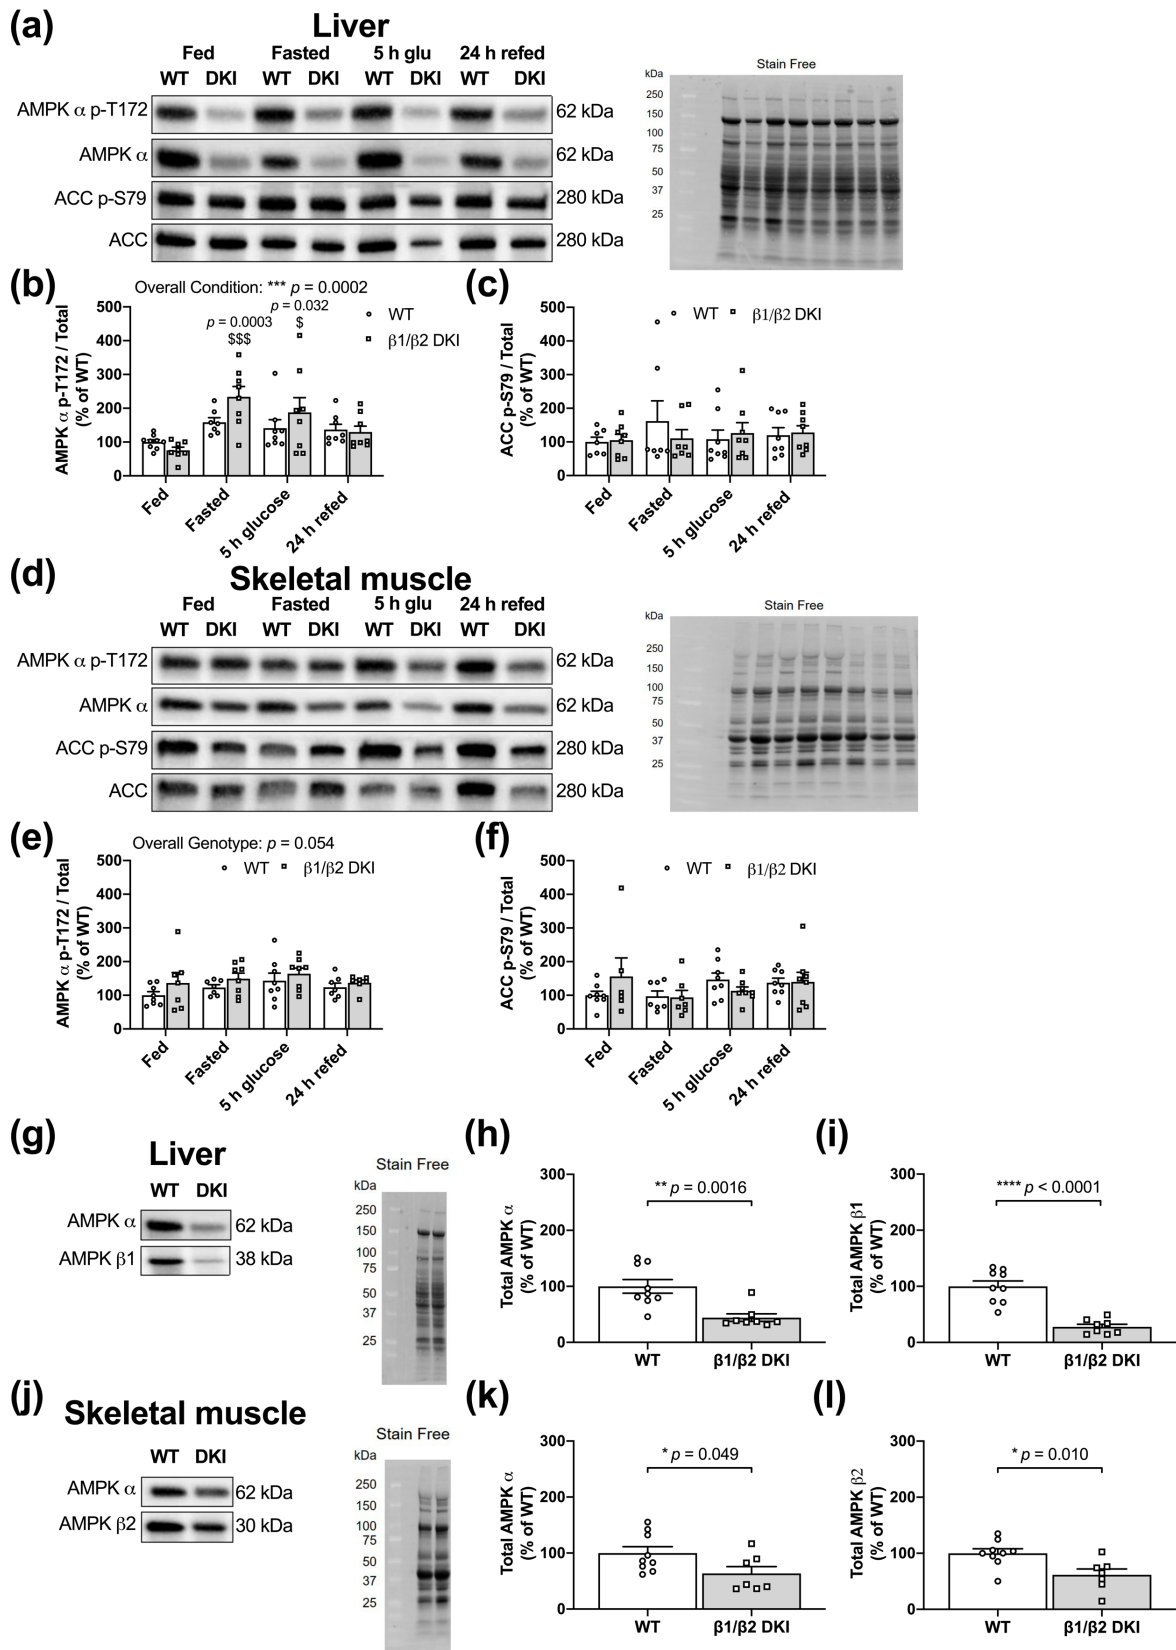 (a)
Liver
Fed Fasted 5 h glu 24 h refed
WT DKI WT DKI WT DKI WT DKI
AMPK α p-T172 62 kDa
AMPK α 62 kDa
ACC p-S79 280 kDa
ACC 280 kDa
Stain Free
kDa
250
150
100
75
50
37
25
(b)
Overall Condition: *** p = 0.0002
p = 0.032
p = 0.0003 $
$$$
WT
β1/β2 DKI
AMPK α p-T172 / Total
(% of WT)
500
400
300
200
100
0
Fed
Fasted
5 h glucose
24 h refed
(c)
WT β1/β2 DKI
ACC p-S79 / Total
(% of WT)
500
400
300
200
100
0
Fed
Fasted
5 h glucose
24 h refed
(d)
Skeletal muscle
Fed Fasted 5 h glu 24 h refed
WT DKI WT DKI WT DKI WT DKI
AMPK α p-T172 62 kDa
AMPK α 62 kDa
ACC p-S79 280 kDa
ACC 280 kDa
Stain Free
kDa
250
150
100
75
50
37
25
(e)
Overall Genotype: p = 0.054
WT β1/β2 DKI
AMPK α p-T172 / Total
(% of WT)
500
400
300
200
100
0
Fed
Fasted
5 h glucose
24 h refed
(f)
WT β1/β2 DKI
ACC p-S79 / Total
(% of WT)
500
400
300
200
100
0
Fed
Fasted
5 h glucose
24 h refed
(g)
Liver
WT DKI
AMPK α 62 kDa
AMPK β1 38 kDa
Stain Free
kDa
250
150
100
75
50
37
25
(h)
Total AMPK α
(% of WT)
300
200
100
0
** p = 0.0016
WT β1/β2 DKI
(i)
Total AMPK β1
(% of WT)
300
200
100
0
**** p < 0.0001
WT β1/β2 DKI
(j)
Skeletal muscle
WT DKI
AMPK α 62 kDa
AMPK β2 30 kDa
Stain Free
kDa
250
150
100
75
50
37
25
(k)
Total AMPK α
(% of WT)
300
200
100
0
* p = 0.049
WT β1/β2 DKI
(l)
Total AMPK β2
(% of WT)
300
200
100
0
* p = 0.010
WT β1/β2 DKI